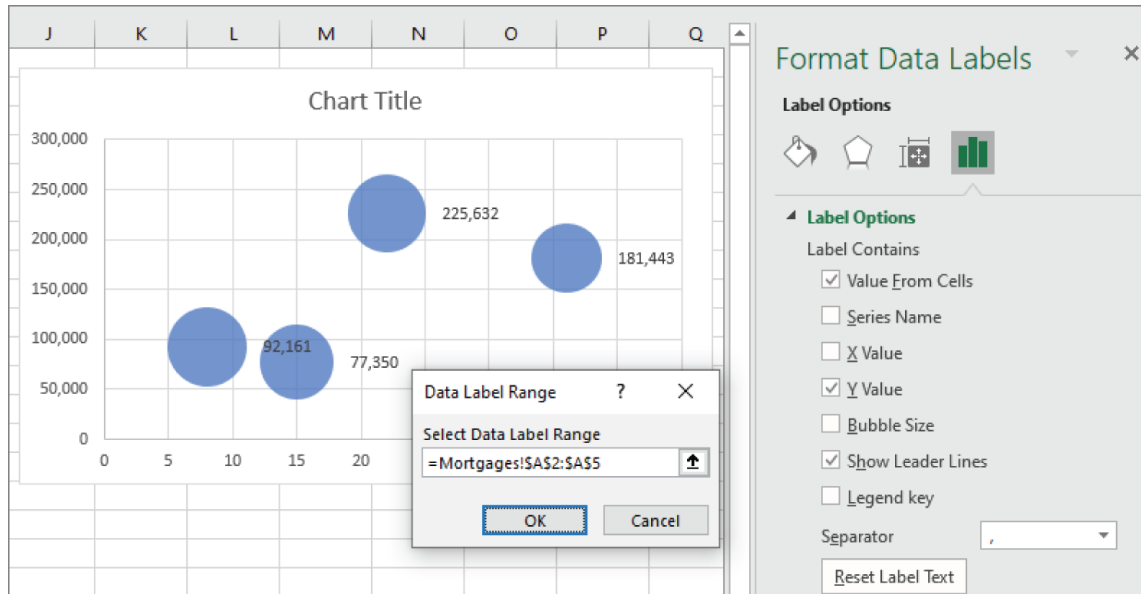 J K L M N O P Q
Chart Title
300,000
250,000
200,000
150,000
100,000
50,000
0
0 5 10 15 20
225,632
181,443
92,161
77,350
Data Label Range ?
Select Data Label Range
=Mortgages!$A$2:$A$5
OK Cancel
Format Data Labels
Label Options
Label Options
Label Contains
Value From Cells
Series Name
X Value
Y Value
Bubble Size
Show Leader Lines
Legend key
Separator ,
Reset Label Text